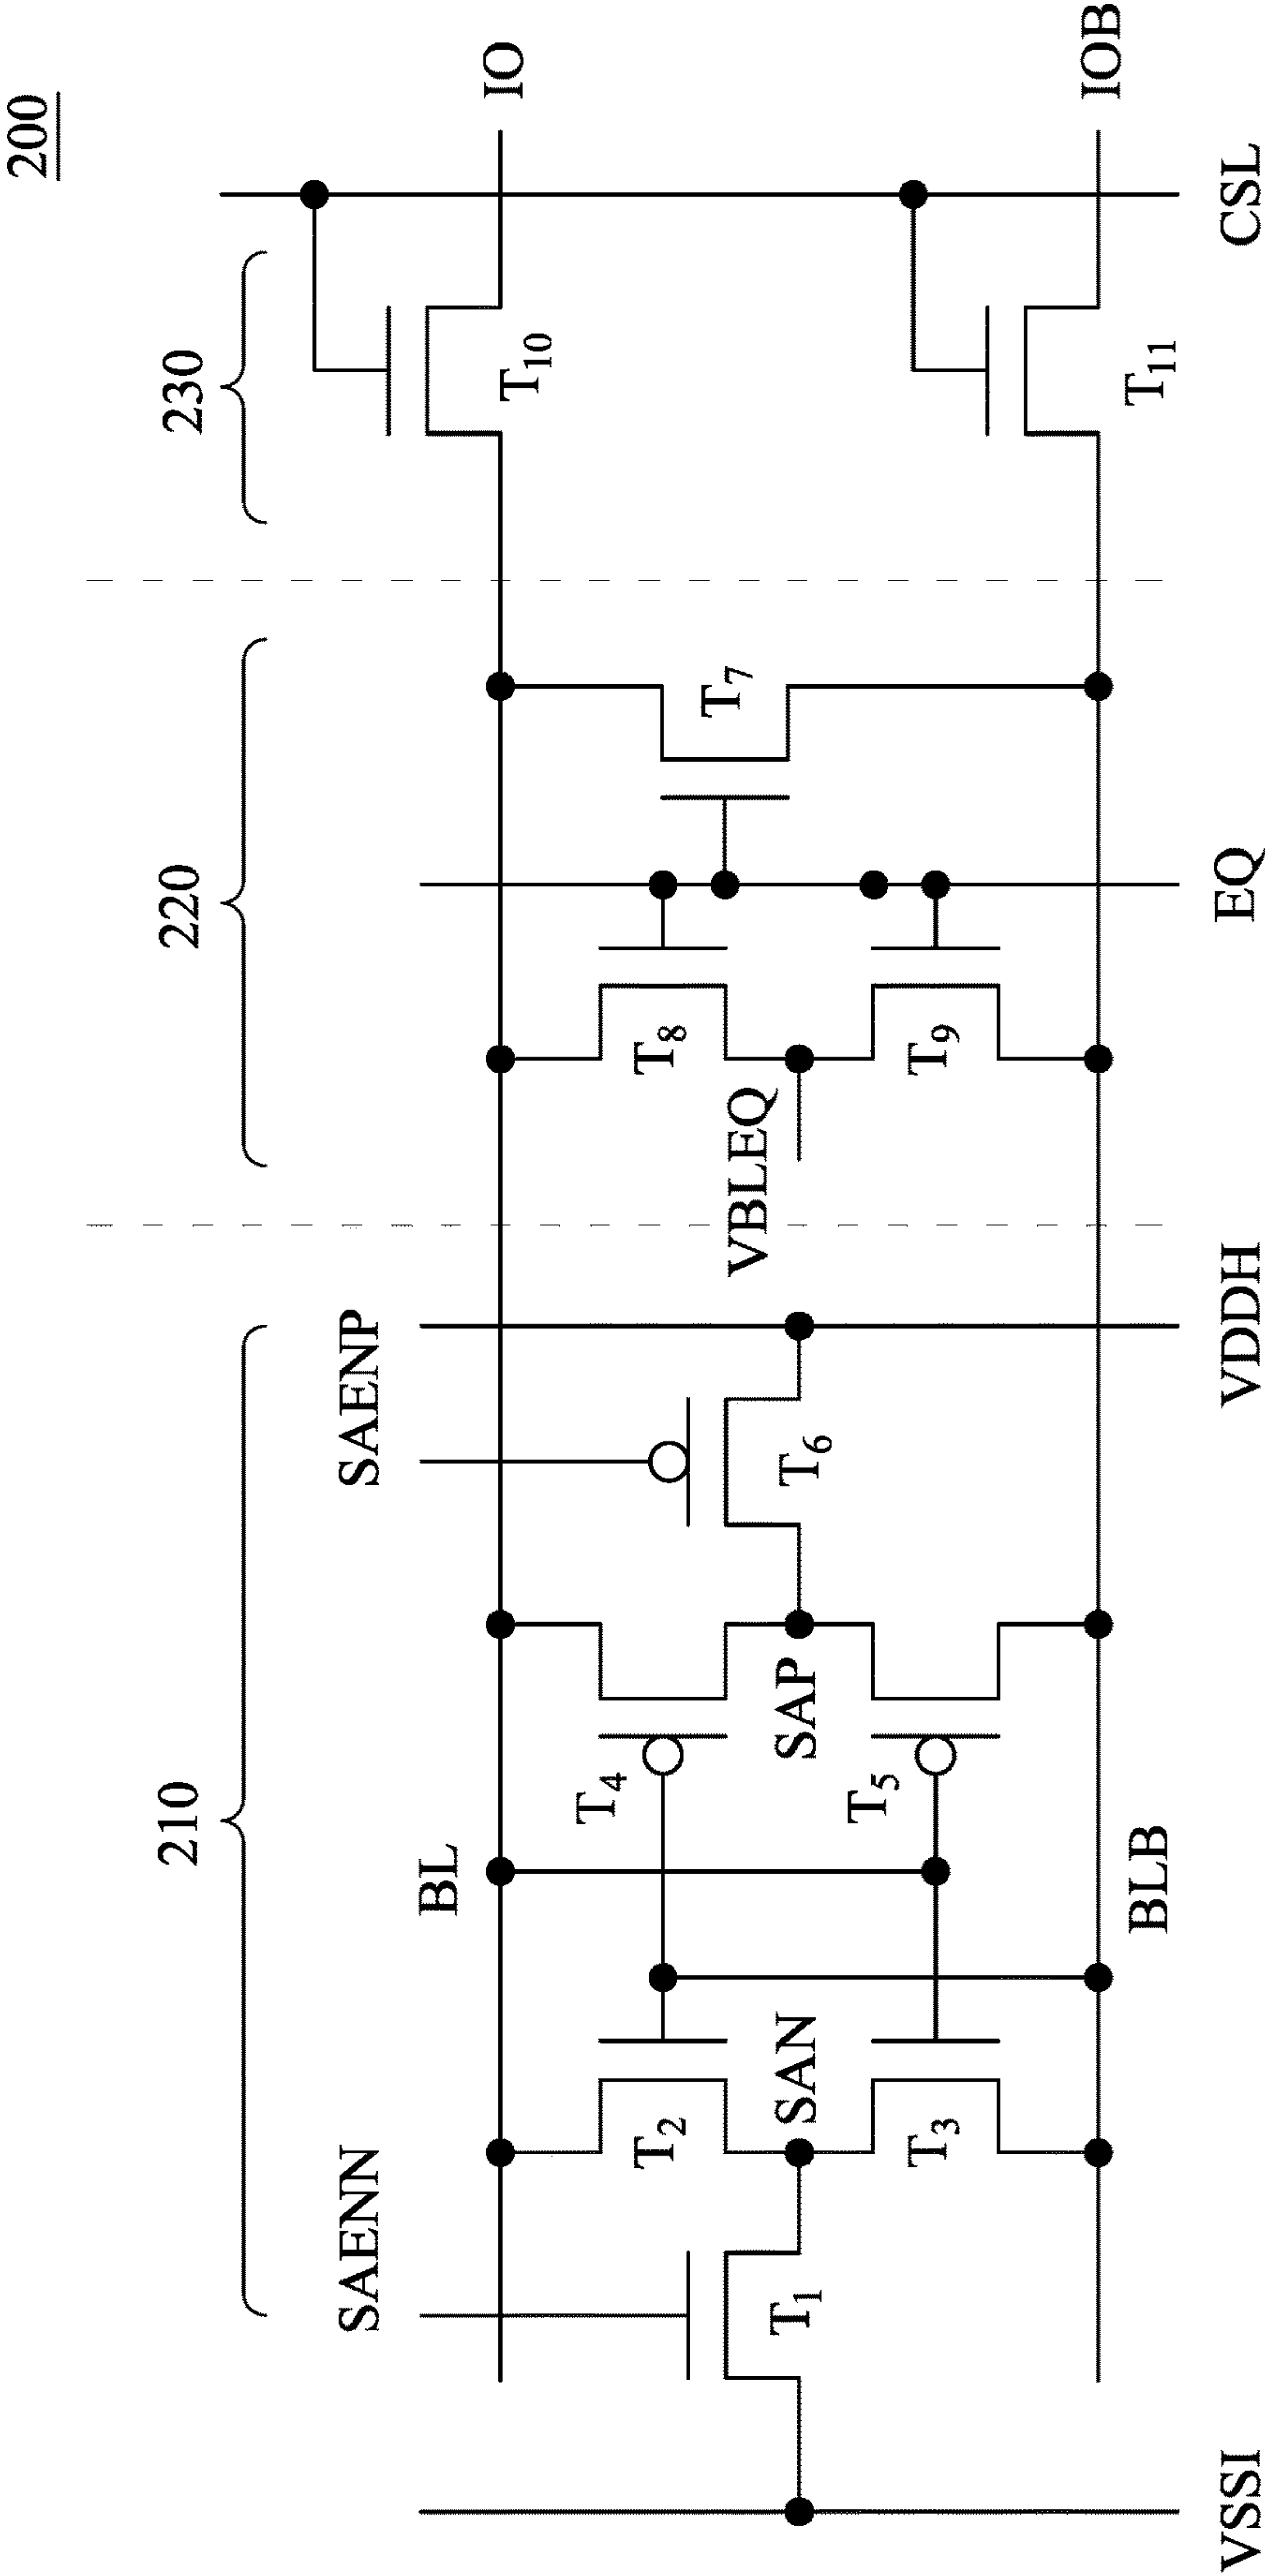 200
210
220
230
SAENN
SAENP
BL
IO
T10
T2
T4
T8
T7
T1
SAN
SAP
T6
VBLEQ
T3
T5
T9
BLB
T11
IOB
VSSI
VDDH
EQ
CSL